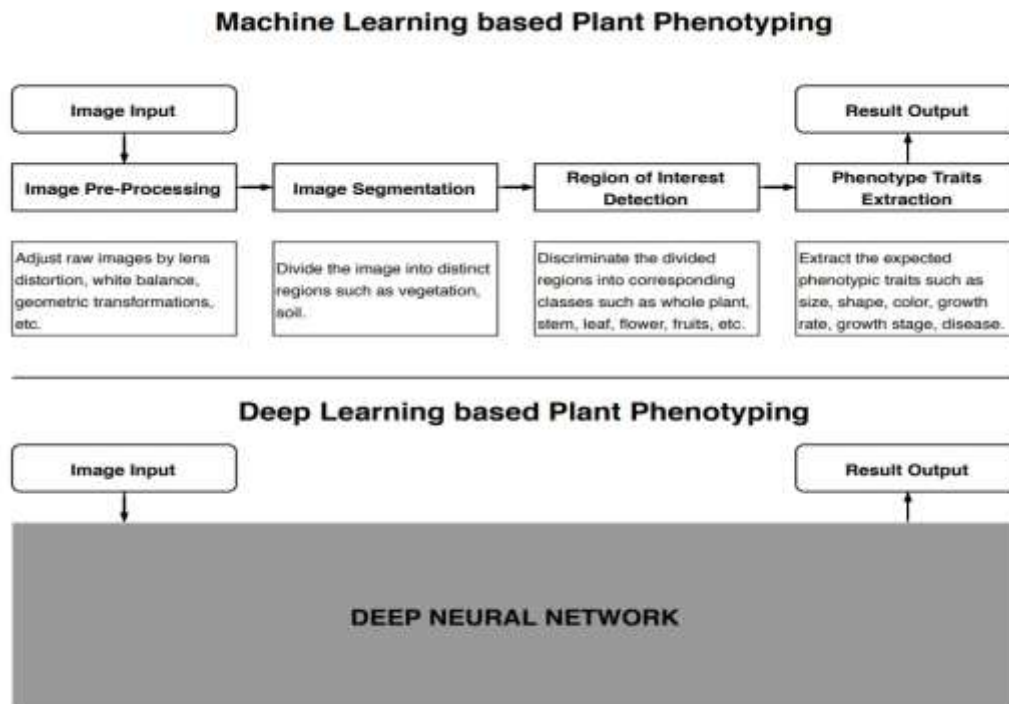 Machine Learning based Plant Phenotyping
Image Input
Result Output
Image Pre-Processing
Image Segmentation
Region of Interest
Detection
Phenotype Traits
Extraction
Adjust raw images by lens
distortion, white balance,
geometric transformations,
etc.
Divide the image into distinct
regions such as vegetation,
soil.
Discriminate the divided
regions into corresponding
classes such as whole plant,
stem, leaf, flower, fruits, etc.
Extract the expected
phenotypic traits such as
size, shape, color, growth
rate, growth stage, disease.
Deep Learning based Plant Phenotyping
Image Input
Result Output
DEEP NEURAL NETWORK